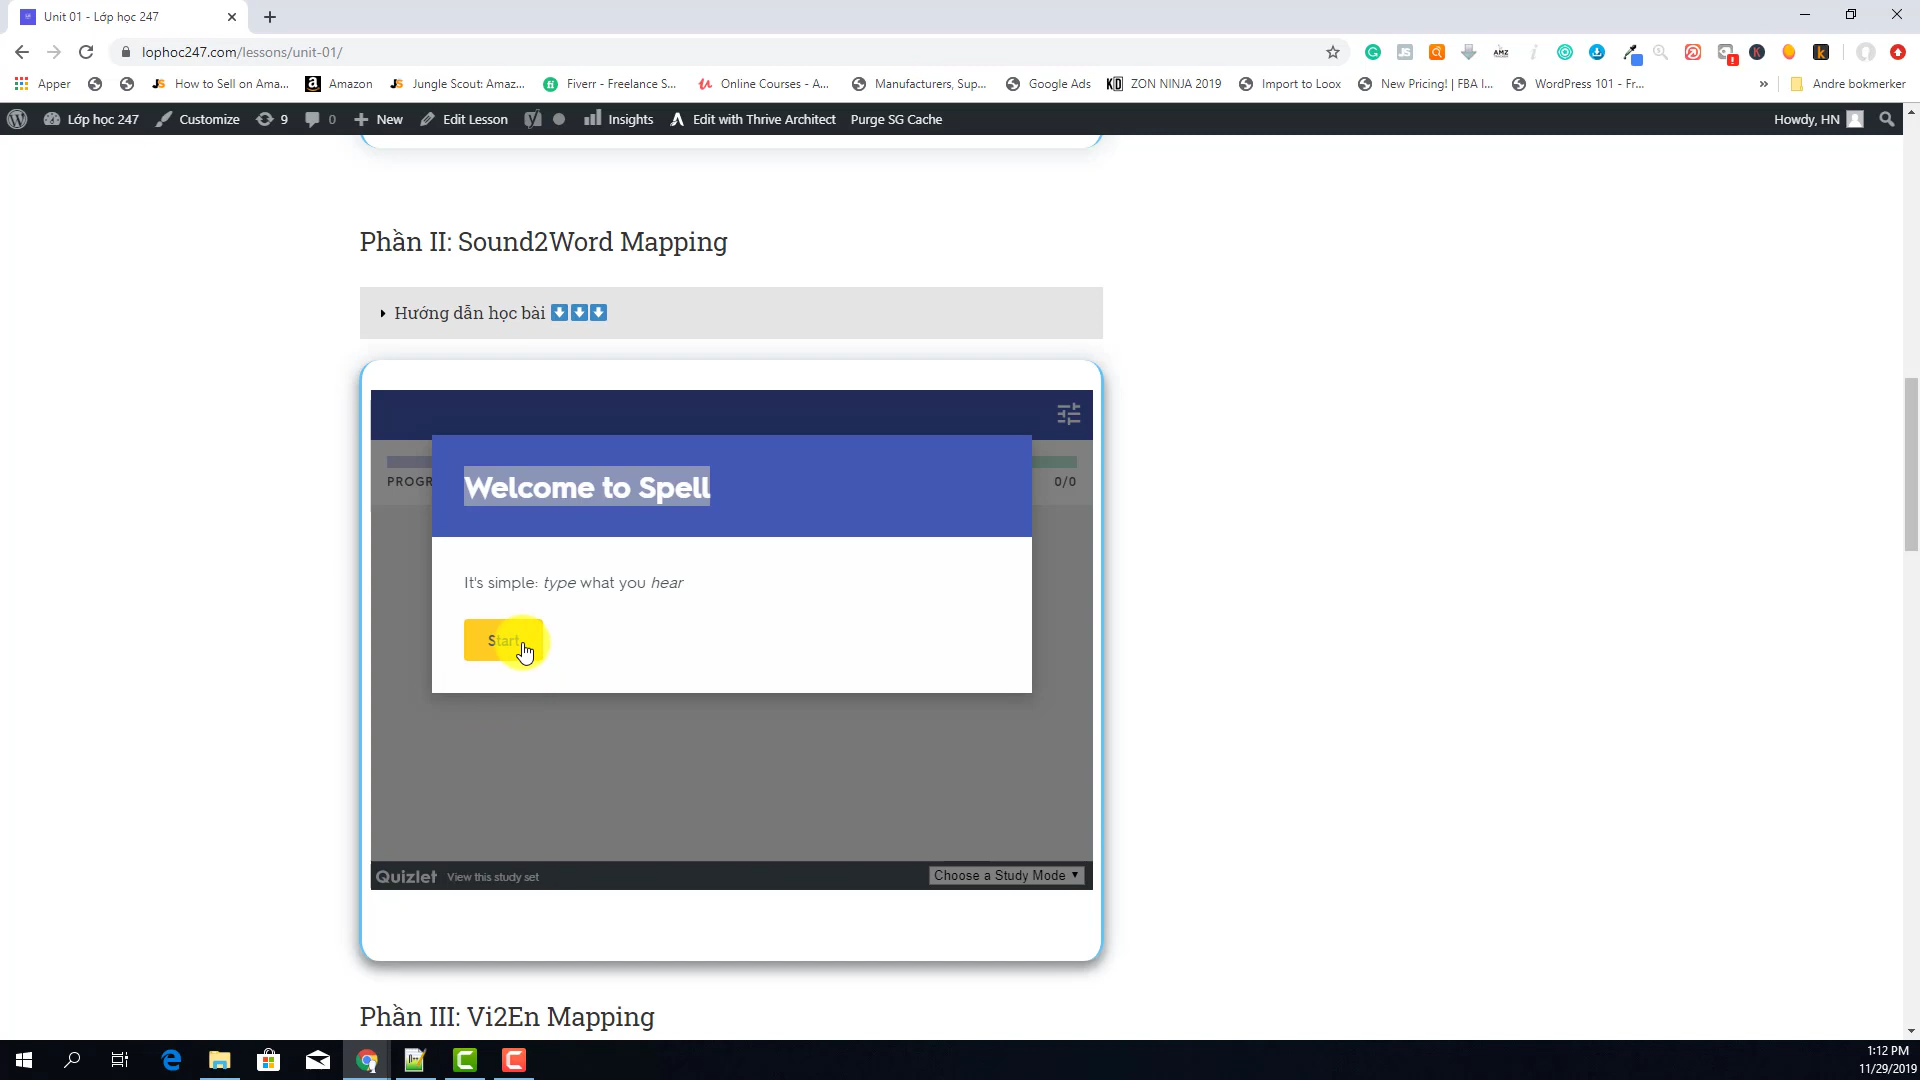 Unit 01 - Lớp học 247
lophoc247.com/lessons/unit-01/
Apper
How to Sell on Ama...
Amazon
Jungle Scout: Amaz...
Fiverr - Freelance S...
Online Courses - A...
Manufacturers, Sup...
Google Ads
ZON NINJA 2019
Import to Loox
New Pricing! | FBA I...
WordPress 101 - Fr...
Andre bokmerker
Lớp học 247
Customize
9
0
New
Edit Lesson
Insights
Edit with Thrive Architect
Purge SG Cache
Howdy, HN
Phần II: Sound2Word Mapping
Hướng dẫn học bài
PROGR
0/0
Welcome to Spell
It's simple: type what you hear
Start
Quizlet View this study set
Choose a Study Mode
Phần III: Vi2En Mapping
1:12 PM
11/29/2019